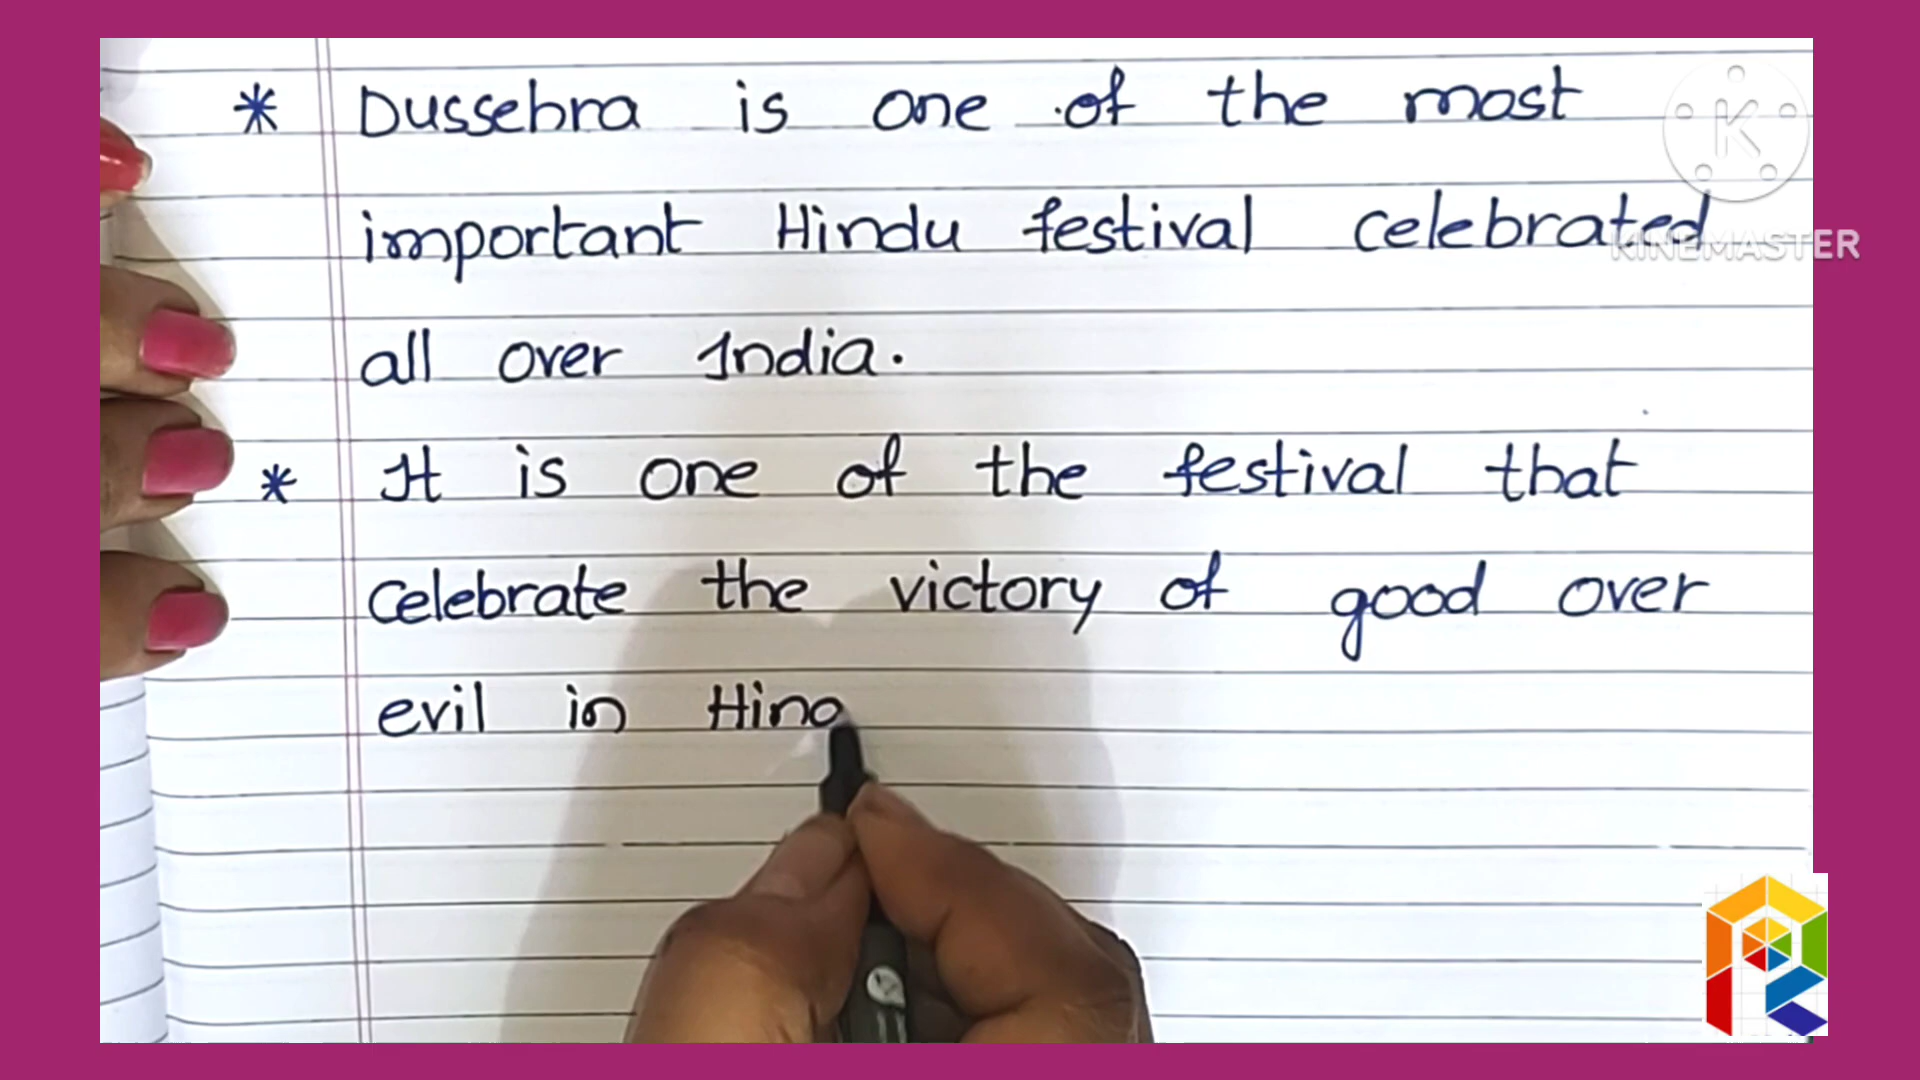 * Dussehra is one of the most
important Hindu festival celebrated
all over India.
* It is one of the festival that
celebrate the victory of good over
evil in Hind
K
KINEMASTER